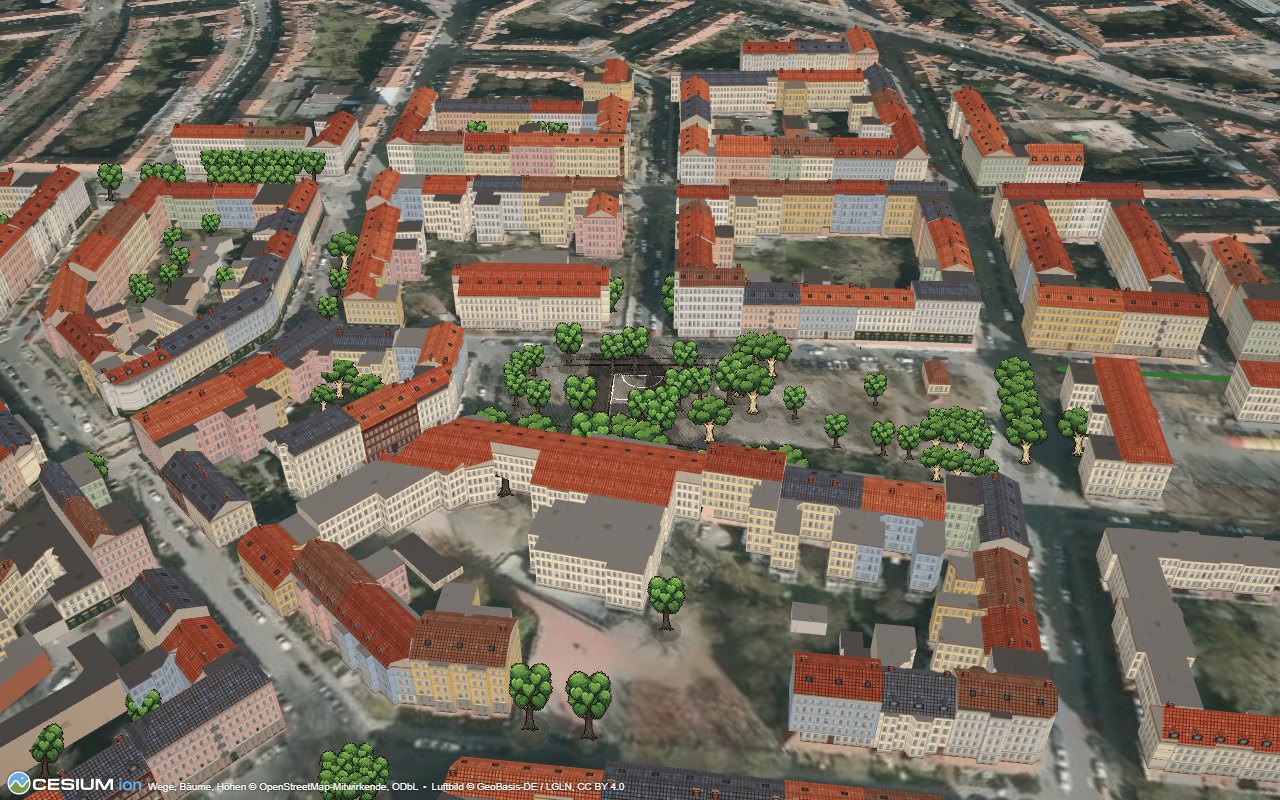 CESIUM ion Wege, Bäume, Höhen © OpenStreetMap-Mitwirkende, ODbL • Luftbild © GeoBasis-DE / LGLN, CC BY 4.0